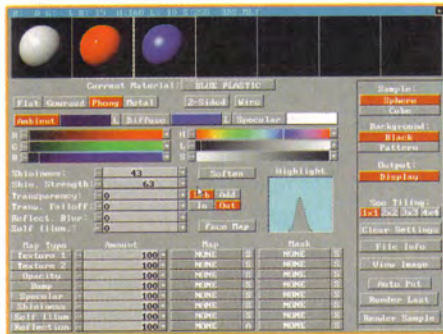 Current Material: BLUE PLASTIC
Flat Gouraud Phong Metal 2-Sided Wire
Ambient L Diffuse L Specular
R H
G L
B S
Shininess: 43 Soften Highlight
Shin. Strength: 63
Transparency: 0 Sub Add
Trans. Falloff: 0 In Out
Reflect. Blur: 0
Self Illum.: 0 Face Map
Map Type Amount Map Mask
Texture 1 100 NONE S NONE S
Texture 2 100 NONE S NONE S
Opacity 100 NONE S NONE S
Bump 100 NONE S NONE S
Specular 100 NONE S NONE S
Shininess 100 NONE S NONE S
Self Illum 100 NONE S NONE S
Reflection 100 NONE A NONE S
Sample:
Sphere
Cube
Background:
Black
Pattern
Output:
Display
See Tiling:
1x1 2x2 3x3 4x4
Clear Settings
File Info
View Image
Auto Put
Render Last
Render Sample